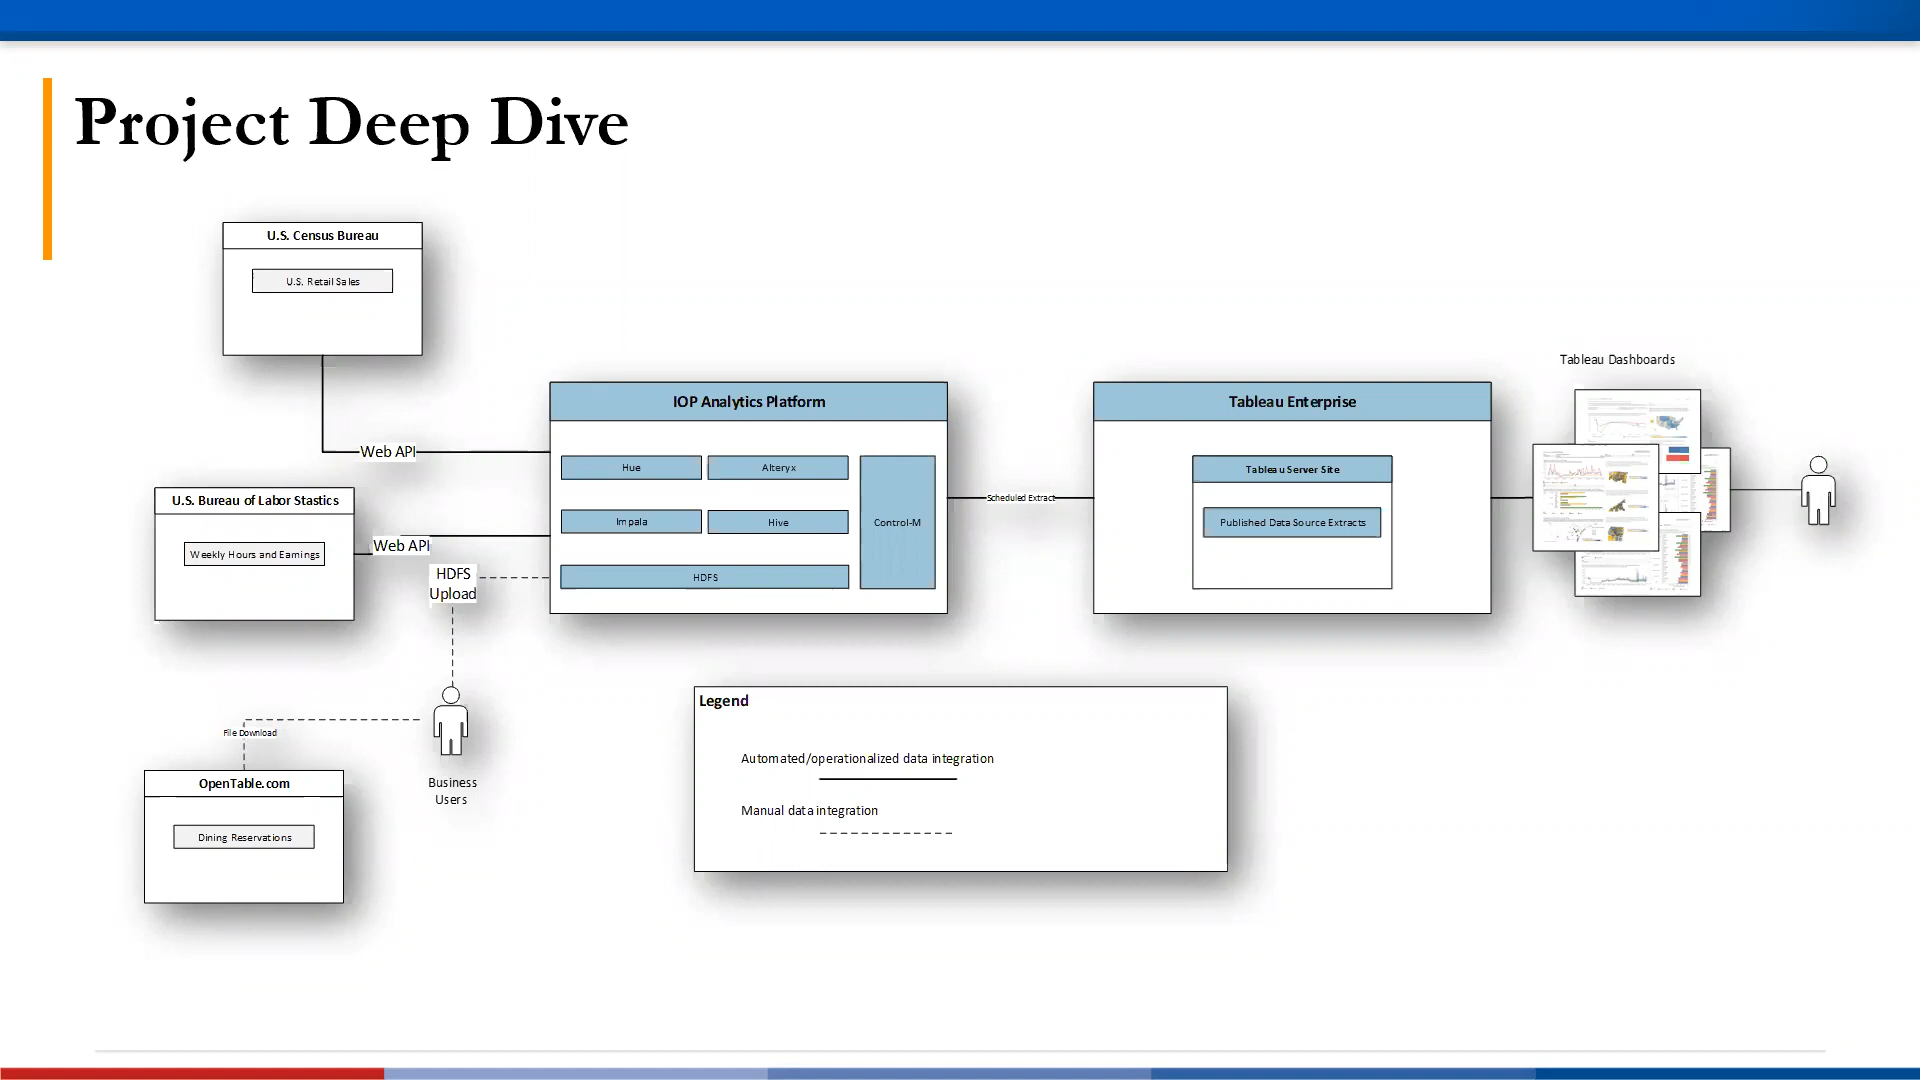 Project Deep Dive
U.S. Census Bureau
U.S. Retail Sales
Web API
U.S. Bureau of Labor Stastics
Weekly Hours and Earnings
Web API
HDFS
Upload
File Download
OpenTable.com
Dining Reservations
Business
Users
IOP Analytics Platform
Hue
Alteryx
Impala
Hive
Control-M
HDFS
Scheduled Extract
Tableau Enterprise
Tableau Server Site
Published Data Source Extracts
Tableau Dashboards
Legend
Automated/operationalized data integration
Manual data integration